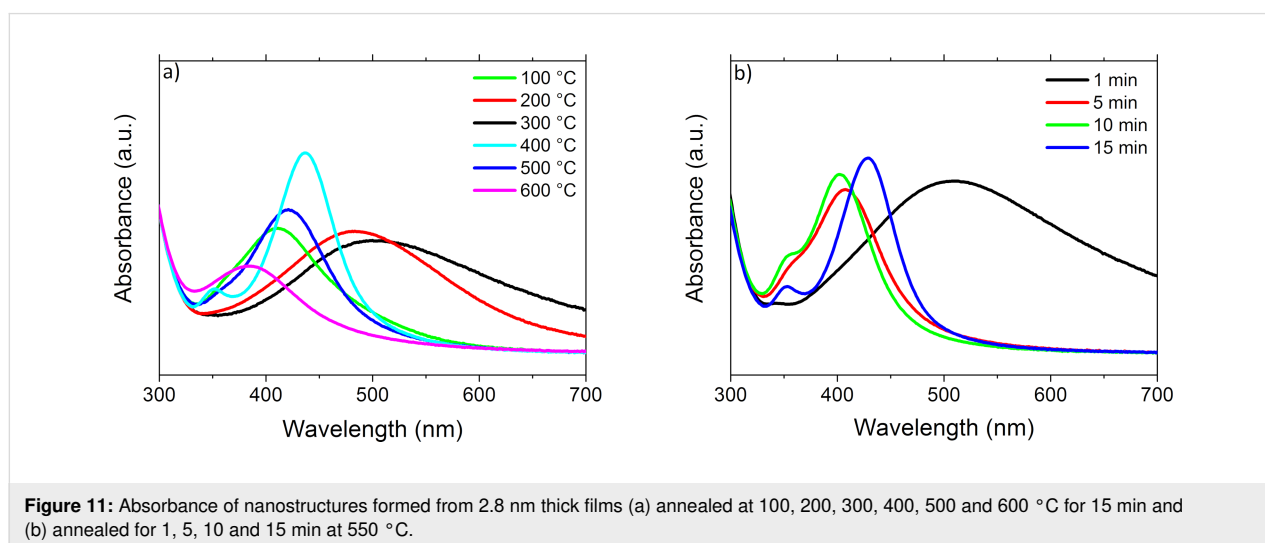 a)
100 °C
200 °C
300 °C
400 °C
500 °C
600 °C
Absorbance (a.u.)
300 400 500 600 700
Wavelength (nm)
b)
1 min
5 min
10 min
15 min
Absorbance (a.u.)
300 400 500 600 700
Wavelength (nm)
Figure 11: Absorbance of nanostructures formed from 2.8 nm thick films (a) annealed at 100, 200, 300, 400, 500 and 600 °C for 15 min and
(b) annealed for 1, 5, 10 and 15 min at 550 °C.